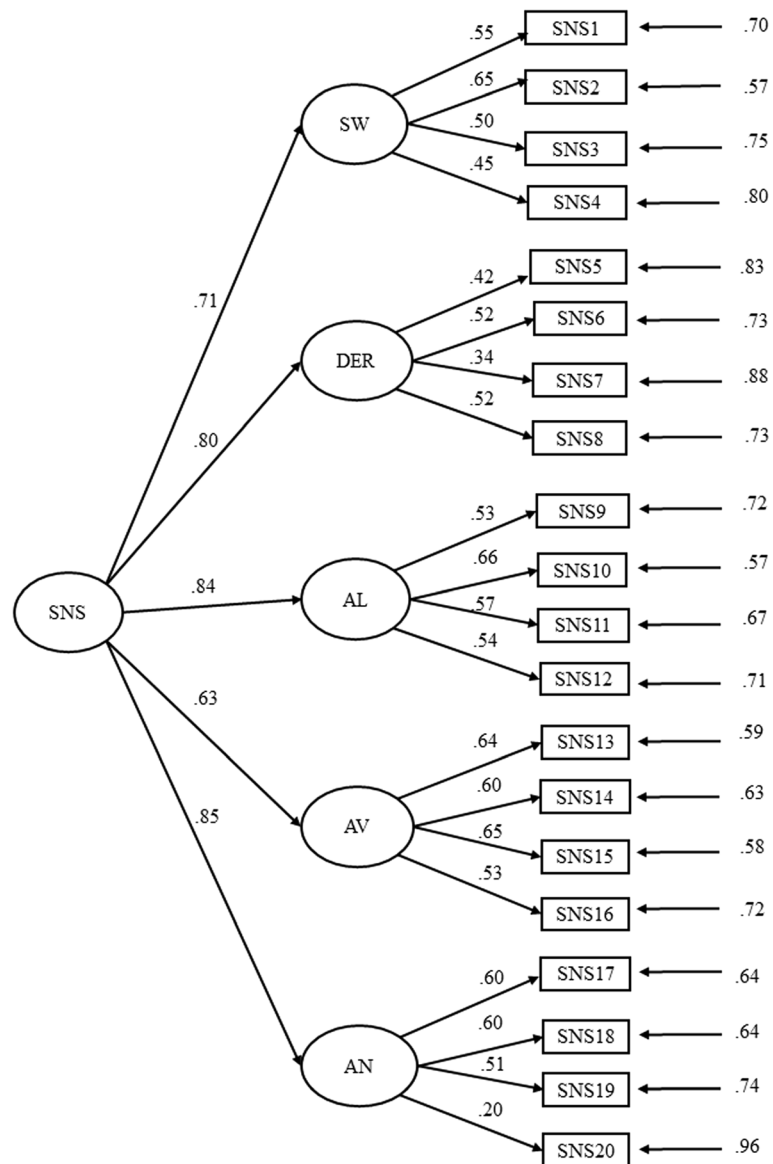 .55 SNS1 .70
.65 SNS2 .57
SW
.50 SNS3 .75
.45 SNS4 .80
.71
.42 SNS5 .83
.52 SNS6 .73
DER
.34 SNS7 .88
.52 SNS8 .73
.80
.53 SNS9 .72
.66 SNS10 .57
SNS .84 AL
.57 SNS11 .67
.54 SNS12 .71
.63
.64 SNS13 .59
.60 SNS14 .63
AV
.65 SNS15 .58
.53 SNS16 .72
.85
.60 SNS17 .64
.60 SNS18 .64
AN
.51 SNS19 .74
.20 SNS20 .96